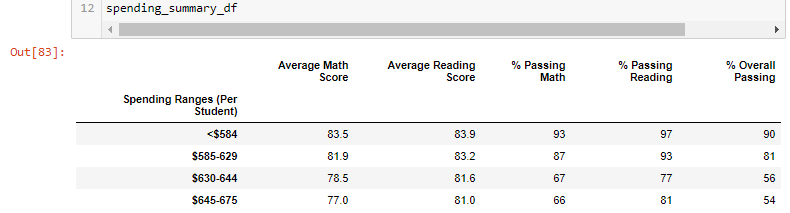 12 spending_summary_df
Out[83]:
Average Math Score Average Reading Score % Passing Math % Passing Reading % Overall Passing
Spending Ranges (Per Student)
<$584 83.5 83.9 93 97 90
$585-629 81.9 83.2 87 93 81
$630-644 78.5 81.6 67 77 56
$645-675 77.0 81.0 66 81 54